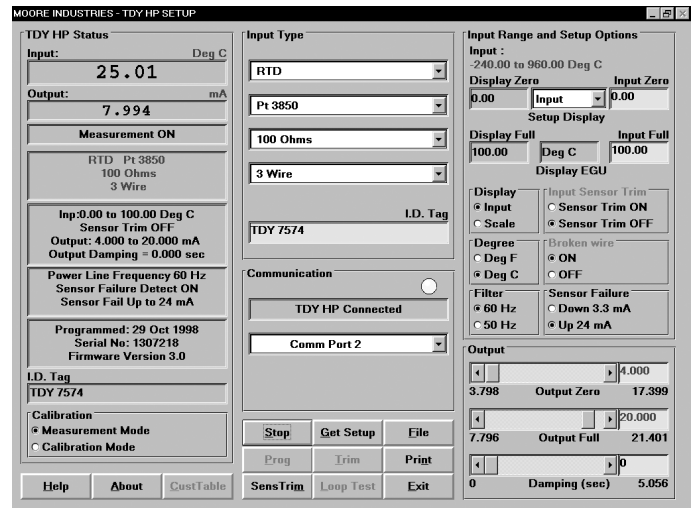 MOORE INDUSTRIES - TDY HP SETUP
TDY HP Status
Input: Deg C
25.01
Output: mA
7.994
Measurement ON
RTD Pt 3850
100 Ohms
3 Wire
Inp:0.00 to 100.00 Deg C
Sensor Trim OFF
Output: 4.000 to 20.000 mA
Output Damping = 0.000 sec
Power Line Frequency 60 Hz
Sensor Failure Detect ON
Sensor Fail Up to 24 mA
Programmed: 29 Oct 1998
Serial No: 1307218
Firmware Version 3.0
I.D. Tag
TDY 7574
Calibration
Measurement Mode
Calibration Mode
Help About CustTable
Input Type
RTD
Pt 3850
100 Ohms
3 Wire
I.D. Tag
TDY 7574
Communication
TDY HP Connected
Comm Port 2
Stop Get Setup File
Prog Trim Print
SensTrim Loop Test Exit
Input Range and Setup Options
Input :
-240.00 to 960.00 Deg C
Display Zero Input Zero
0.00 Input 0.00
Setup Display
Display Full Input Full
100.00 Deg C 100.00
Display EGU
Display
Input
Scale
Input Sensor Trim
Sensor Trim ON
Sensor Trim OFF
Degree
Deg F
Deg C
Broken wire
ON
OFF
Filter
60 Hz
50 Hz
Sensor Failure
Down 3.3 mA
Up 24 mA
Output
4.000
3.798 Output Zero 17.399
20.000
7.796 Output Full 21.401
0
0 Damping (sec) 5.056